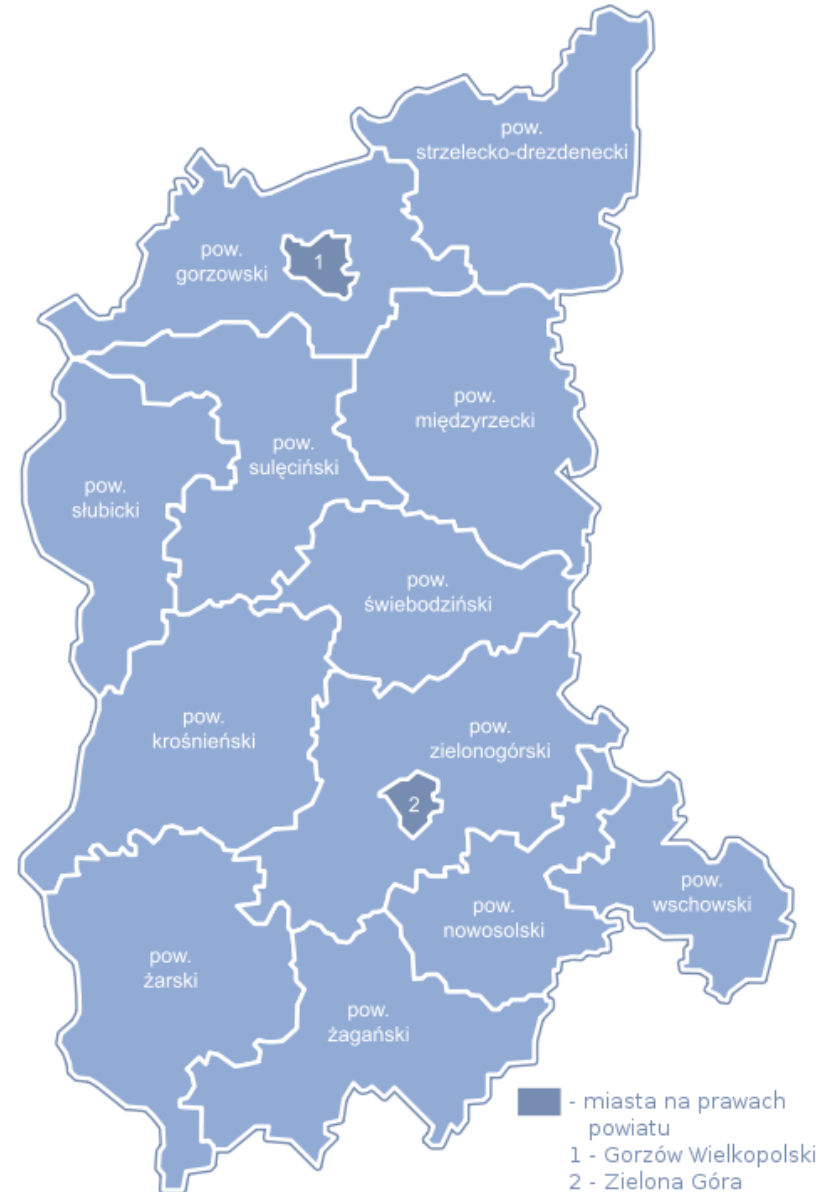 pow.
strzelecko-drezdenecki
pow.
gorzowski
1
pow.
międzyrzecki
pow.
sulęciński
pow.
słubicki
pow.
świebodziński
pow.
krośnieński
pow.
zielonogórski
2
pow.
wschowski
pow.
nowosolski
pow.
żarski
pow.
żagański
- miasta na prawach
powiatu
1 - Gorzów Wielkopolski
2 - Zielona Góra